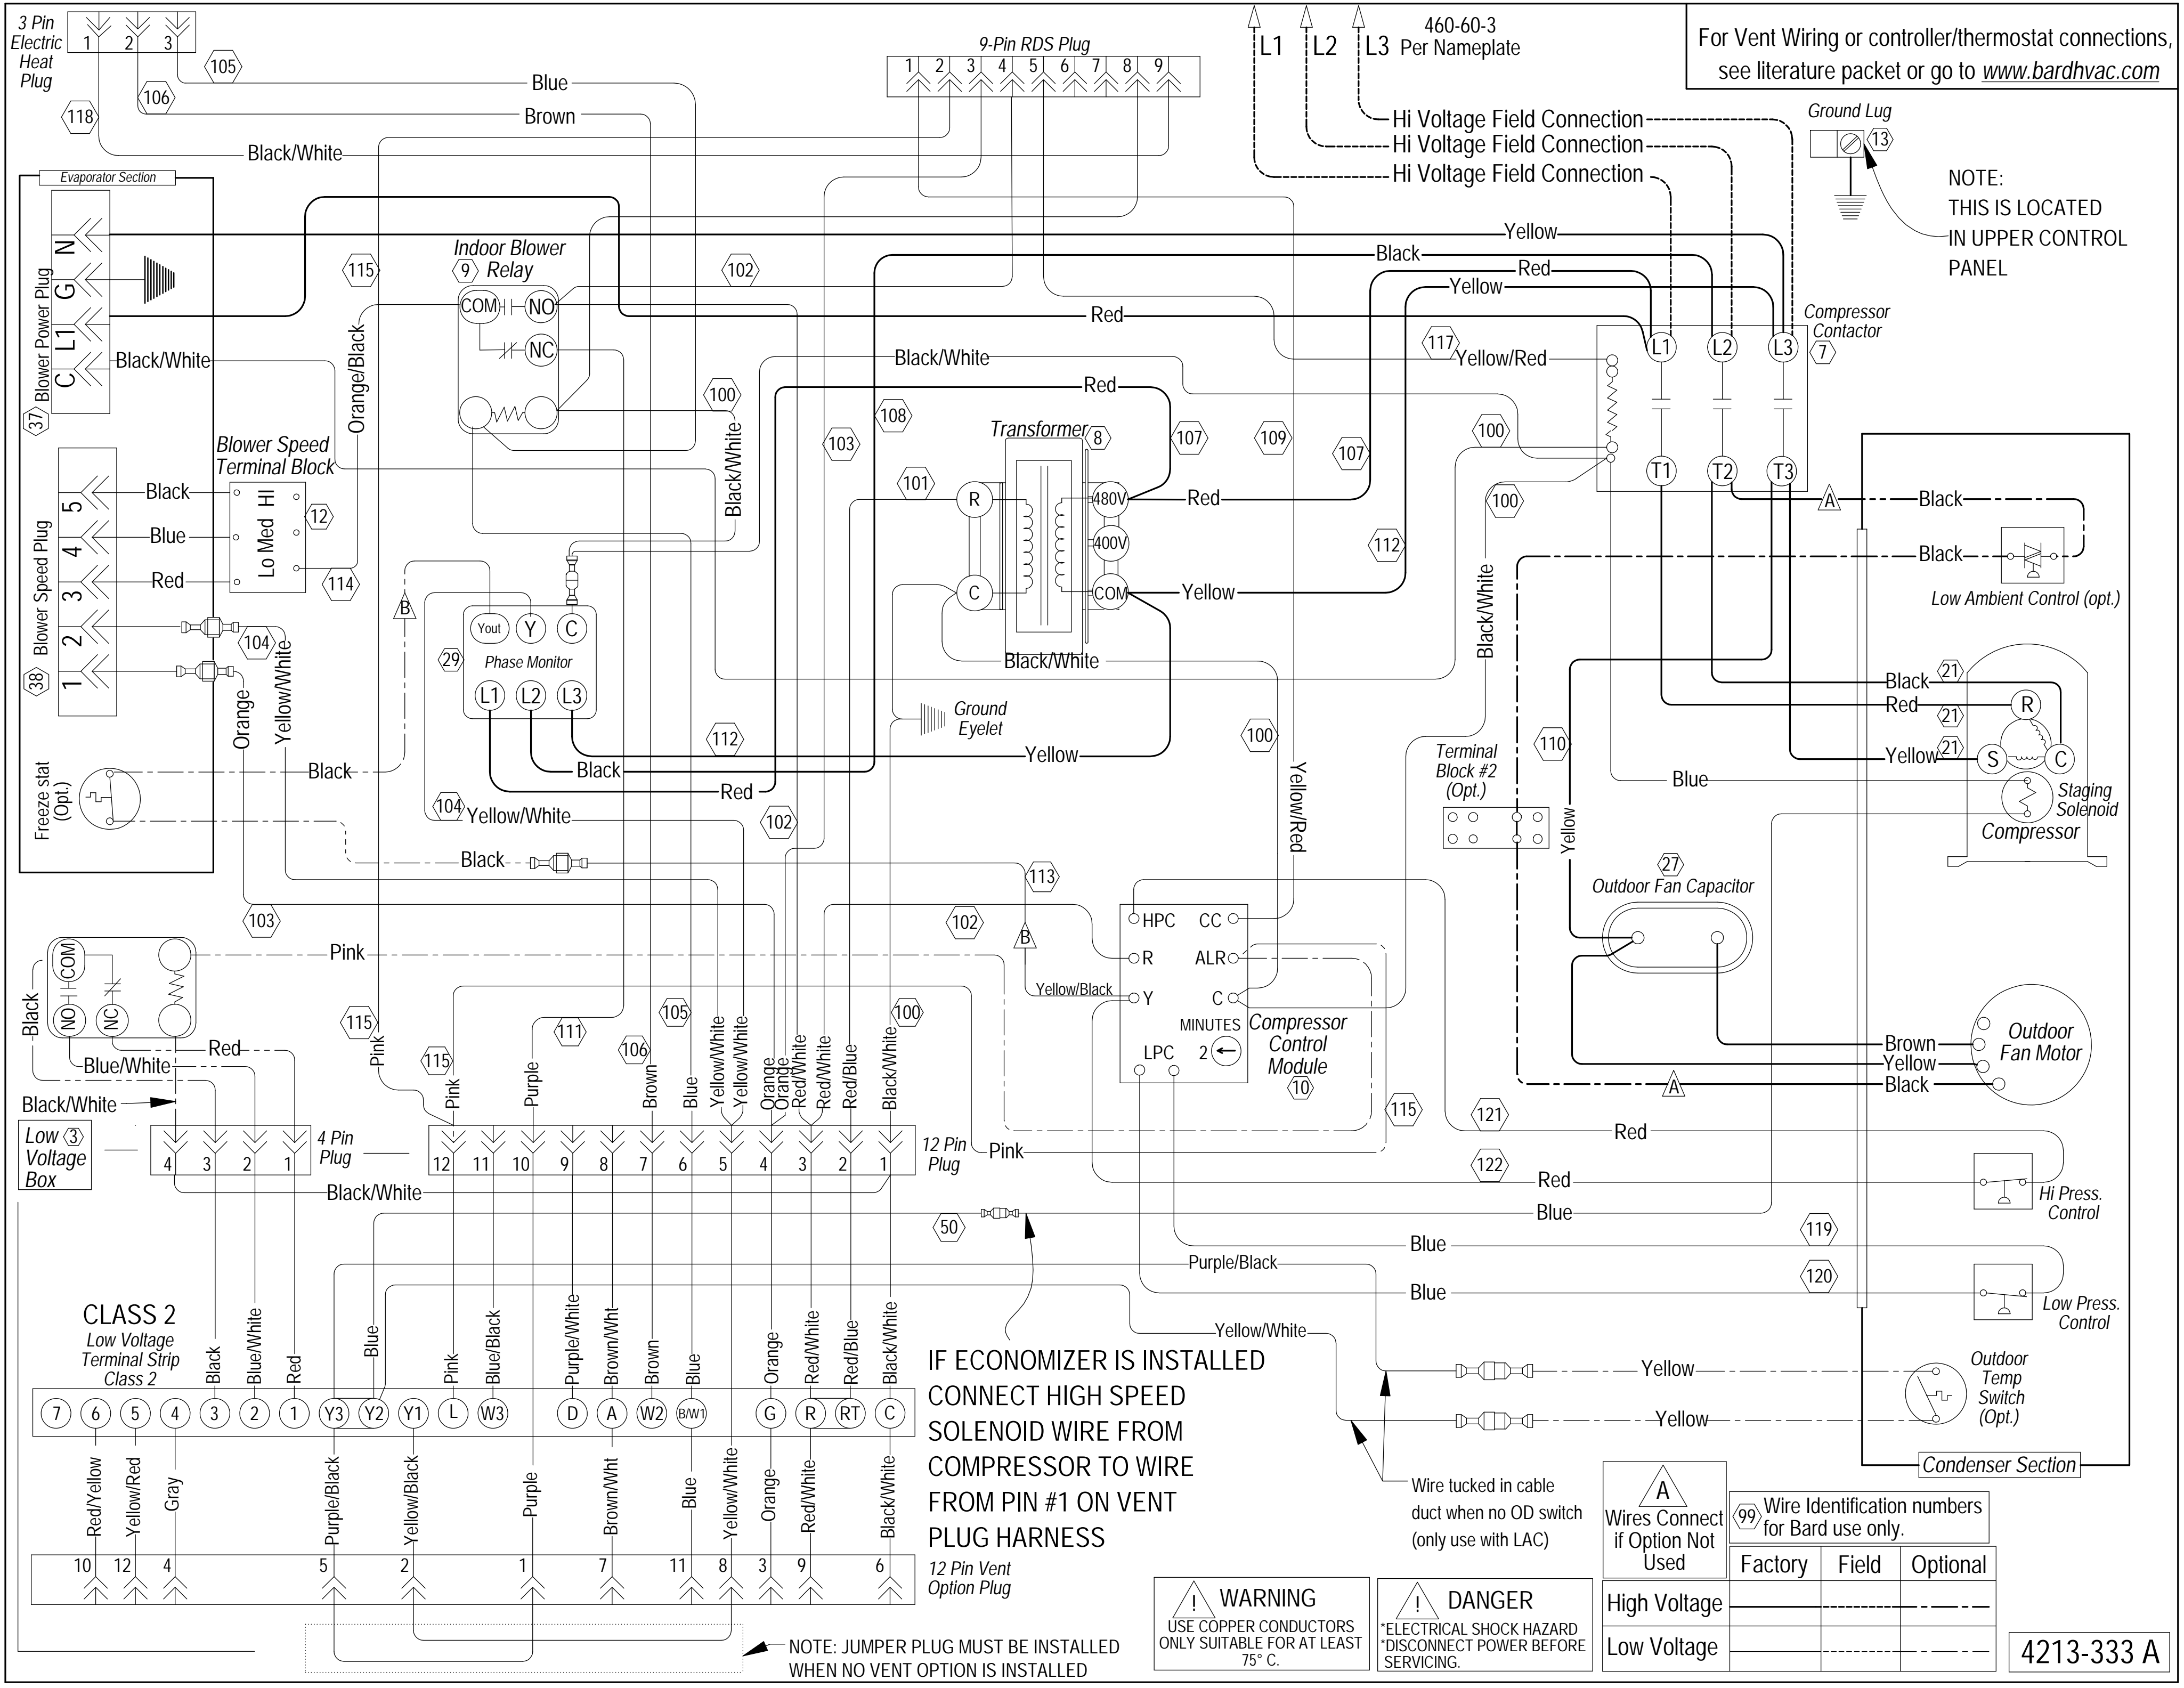 3 Pin
Electric
Heat
Plug
1 2 3
105
106
118
Blue
Brown
Black/White
9-Pin RDS Plug
1 2 3 4 5 6 7 8 9
L1 L2 L3
460-60-3
Per Nameplate
Hi Voltage Field Connection
Hi Voltage Field Connection
Hi Voltage Field Connection
For Vent Wiring or controller/thermostat connections,
see literature packet or go to www.bardhvac.com
Ground Lug
13
NOTE:
THIS IS LOCATED
IN UPPER CONTROL
PANEL
Evaporator Section
Blower Power Plug
N
G
L1
C
37
Black/White
115
Orange/Black
Indoor Blower
9 Relay
COM NO
NC
102
100
Black/White
Yellow
Black
Red
Yellow
Red
Black/White
Red
117
Yellow/Red
Compressor
Contactor
7
L1 L2 L3
T1 T2 T3
100
100
Blower Speed Plug
5
4
3
2
1
38
Black
Blue
Red
Blower Speed
Terminal Block
Lo Med HI
12
114
104
Yellow/White
Orange
103
108
103
101
Transformer
8
R
C
480V
400V
COM
107
109
107
112
Red
Yellow
Black/White
Black/White
B
Yout Y C
Phase Monitor
29
L1 L2 L3
112
Yellow
Black
Red
Ground
Eyelet
100
Yellow/Red
Freeze stat
(Opt.)
Black
104
Yellow/White
102
Black
113
102
B
Yellow/Black
A
Black
Black
Low Ambient Control (opt.)
21
Black
Red
21
Yellow
21
R
S
C
Blue
Staging
Solenoid
Compressor
110
Yellow
Terminal
Block #2
(Opt.)
27
Outdoor Fan Capacitor
Outdoor
Fan Motor
Brown
Yellow
Black
A
HPC CC
R ALR
Y C
MINUTES
LPC 2
Compressor
Control
Module
10
115
COM
NO
NC
Black
Pink
Red
Blue/White
Black/White
115
Pink
115
Pink
Purple
111
106
Brown
105
Blue
Yellow/White
Yellow/White
Orange
Orange
Red/White
Red/White
Red/Blue
Black/White
100
Low 3
Voltage
Box
4 Pin
Plug
4 3 2 1
12 11 10 9 8 7 6 5 4 3 2 1
12 Pin
Plug
Pink
Black/White
121
Red
122
Red
Hi Press.
Control
50
Blue
119
Blue
120
Blue
Low Press.
Control
Purple/Black
Yellow/White
Yellow
Yellow
Outdoor
Temp
Switch
(Opt.)
Condenser Section
CLASS 2
Low Voltage
Terminal Strip
Class 2
Black
Blue/White
Red
Blue
Pink
Blue/Black
Purple/White
Brown/Wht
Brown
Blue
Orange
Red/White
Red/Blue
Black/White
7 6 5 4 3 2 1 Y3 Y2 Y1 L W3 D A W2 B/W1 G R RT C
Red/Yellow
Yellow/Red
Gray
Purple/Black
Yellow/Black
Purple
Brown/Wht
Blue
Yellow/White
Orange
Red/White
Black/White
10 12 4 5 2 1 7 11 8 3 9 6
12 Pin Vent
Option Plug
IF ECONOMIZER IS INSTALLED
CONNECT HIGH SPEED
SOLENOID WIRE FROM
COMPRESSOR TO WIRE
FROM PIN #1 ON VENT
PLUG HARNESS
NOTE: JUMPER PLUG MUST BE INSTALLED
WHEN NO VENT OPTION IS INSTALLED
Wire tucked in cable
duct when no OD switch
(only use with LAC)
! WARNING
USE COPPER CONDUCTORS
ONLY SUITABLE FOR AT LEAST
75° C.
! DANGER
*ELECTRICAL SHOCK HAZARD
*DISCONNECT POWER BEFORE
SERVICING.
A
Wires Connect
if Option Not
Used
99 Wire Identification numbers
for Bard use only.
Factory Field Optional
High Voltage
Low Voltage
4213-333 A